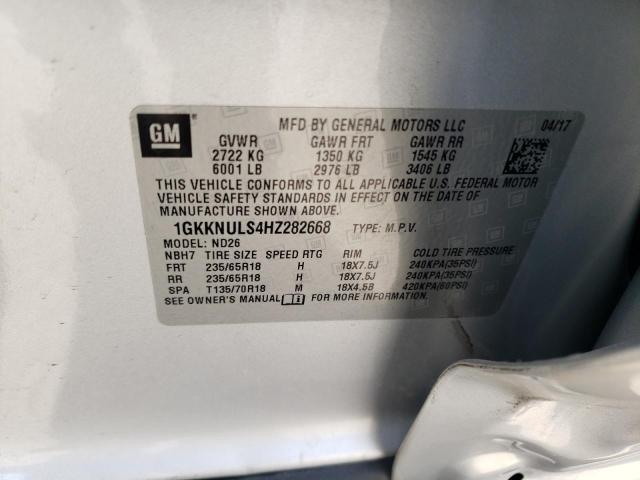 GM
MFD BY GENERAL MOTORS LLC 04/17
GVWR GAWR FRT GAWR RR
2722 KG 1350 KG 1545 KG
6001 LB 2976 LB 3406 LB
THIS VEHICLE CONFORMS TO ALL APPLICABLE U.S. FEDERAL MOTOR
VEHICLE SAFETY STANDARDS IN EFFECT ON THE DATE OF
MANUFACTURE SHOWN ABOVE.
1GKKNULS4HZ282668 TYPE: M.P.V.
MODEL: ND26
NBH7 TIRE SIZE SPEED RTG RIM COLD TIRE PRESSURE
FRT 235/65R18 H 18X7.5J 240KPA(35PSI)
RR 235/65R18 H 18X7.5J 240KPA(35PSI)
SPA T135/70R18 M 18X4.5B 420KPA(60PSI)
SEE OWNER'S MANUAL FOR MORE INFORMATION.